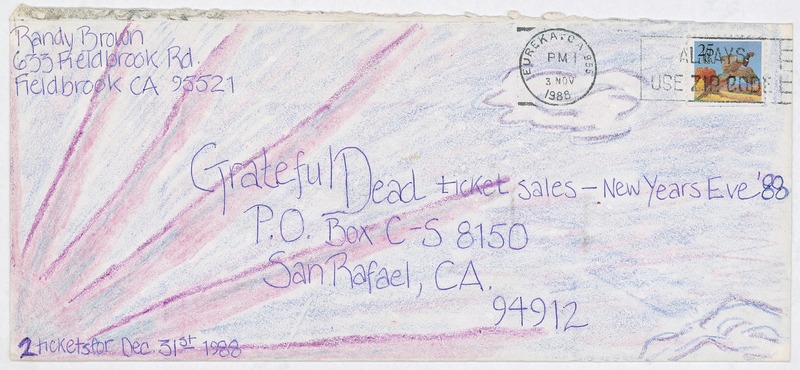 Randy Brown
633 Fieldbrook Rd.
Fieldbrook CA 95521
EUREKA, CA 955
PM
3 NOV
1988
ALWAYS
USE ZIP CODE
25
Grateful Dead ticket sales – New Years Eve '88
P.O. Box C-S 8150
San Rafael, CA.
94912
2 tickets for Dec 31st 1988